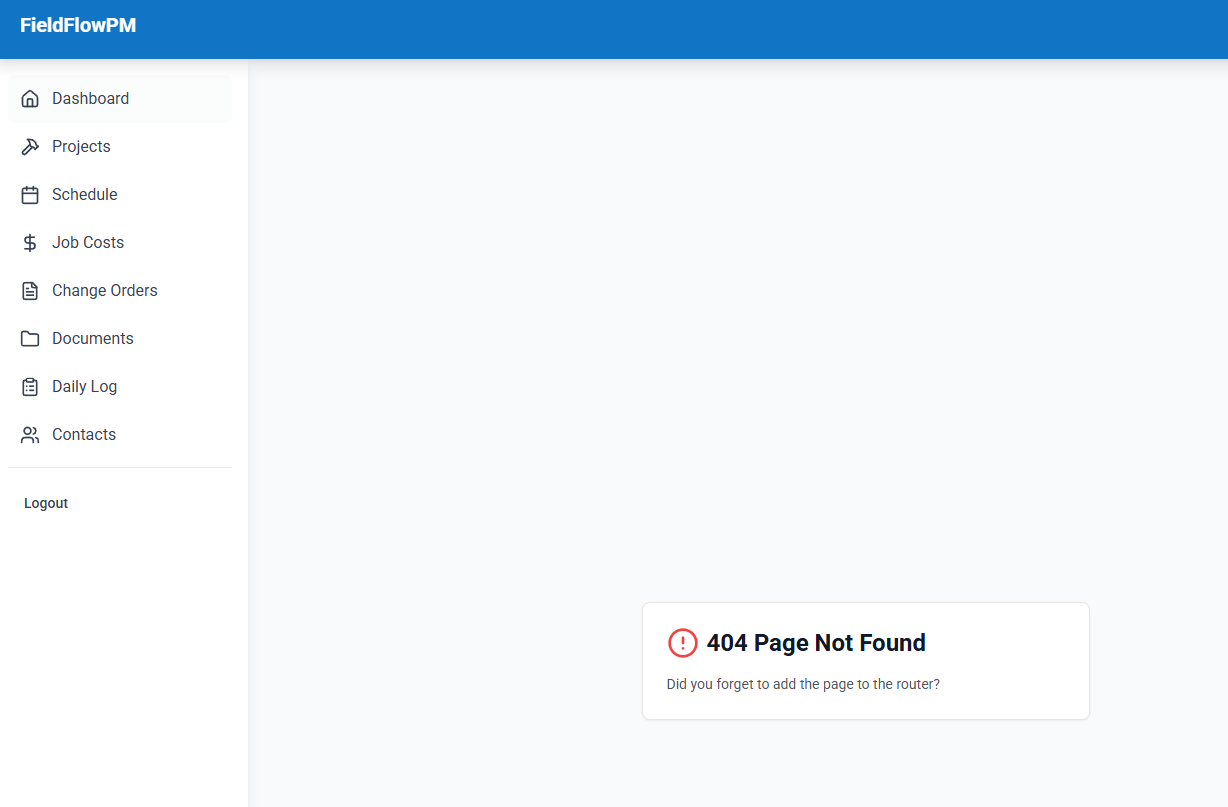 FieldFlowPM
Dashboard
Projects
Schedule
Job Costs
Change Orders
Documents
Daily Log
Contacts
Logout
404 Page Not Found
Did you forget to add the page to the router?